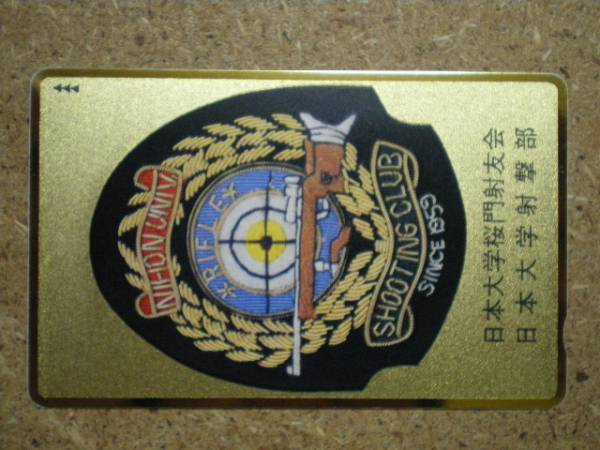 NIHON UNIV.
★RIFLE★
SHOOTING CLUB
SINCE 1959
日本大学桜門射友会
日本大学射撃部